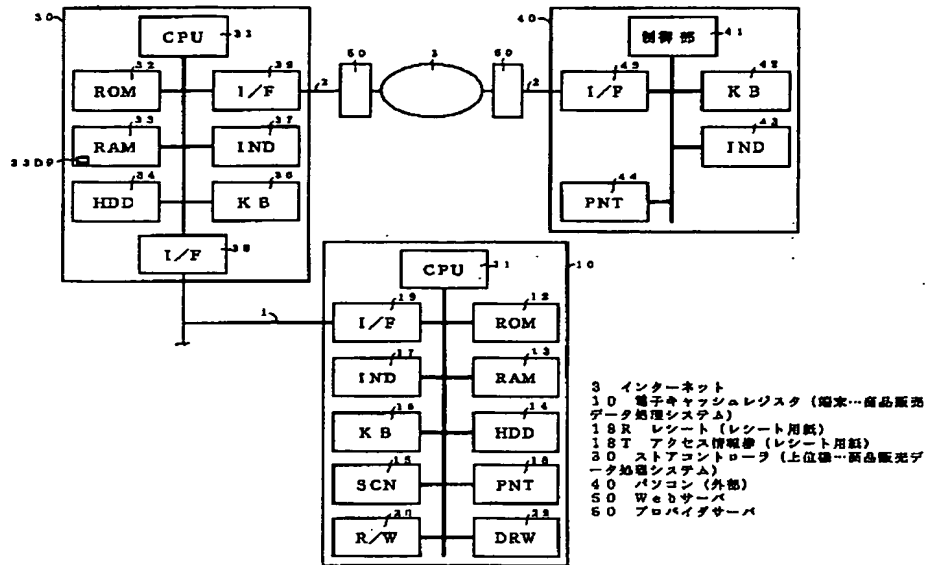 30
CPU 31
32
ROM
I/F
2
33
RAM
37
IND
34
HDD
36
KB
38
I/F
50
3
60
2
40
制御部 41
49
I/F
42
KB
43
IND
44
PNT
1
10
CPU
19
I/F
12
ROM
17
IND
13
RAM
16
KB
14
HDD
15
SCN
18
PNT
20
R/W
DRW
3 インターネット
10 電子キャッシュレジスタ（端末…商品販売
データ処理システム）
18R レシート（レシート用紙）
18T アクセス情報券（レシート用紙）
30 ストアコントローラ（上位機…商品販売デ
ータ処理システム）
40 パソコン（外部）
50 Webサーバ
60 プロバイダサーバ